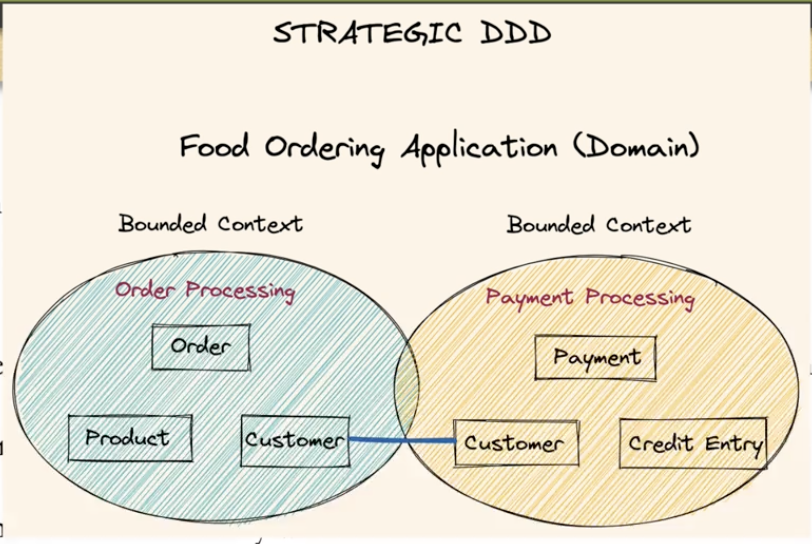 STRATEGIC DDD
Food Ordering Application (Domain)
Bounded Context
Bounded Context
Order Processing
Payment Processing
Order
Payment
Product
Customer
Customer
Credit Entry